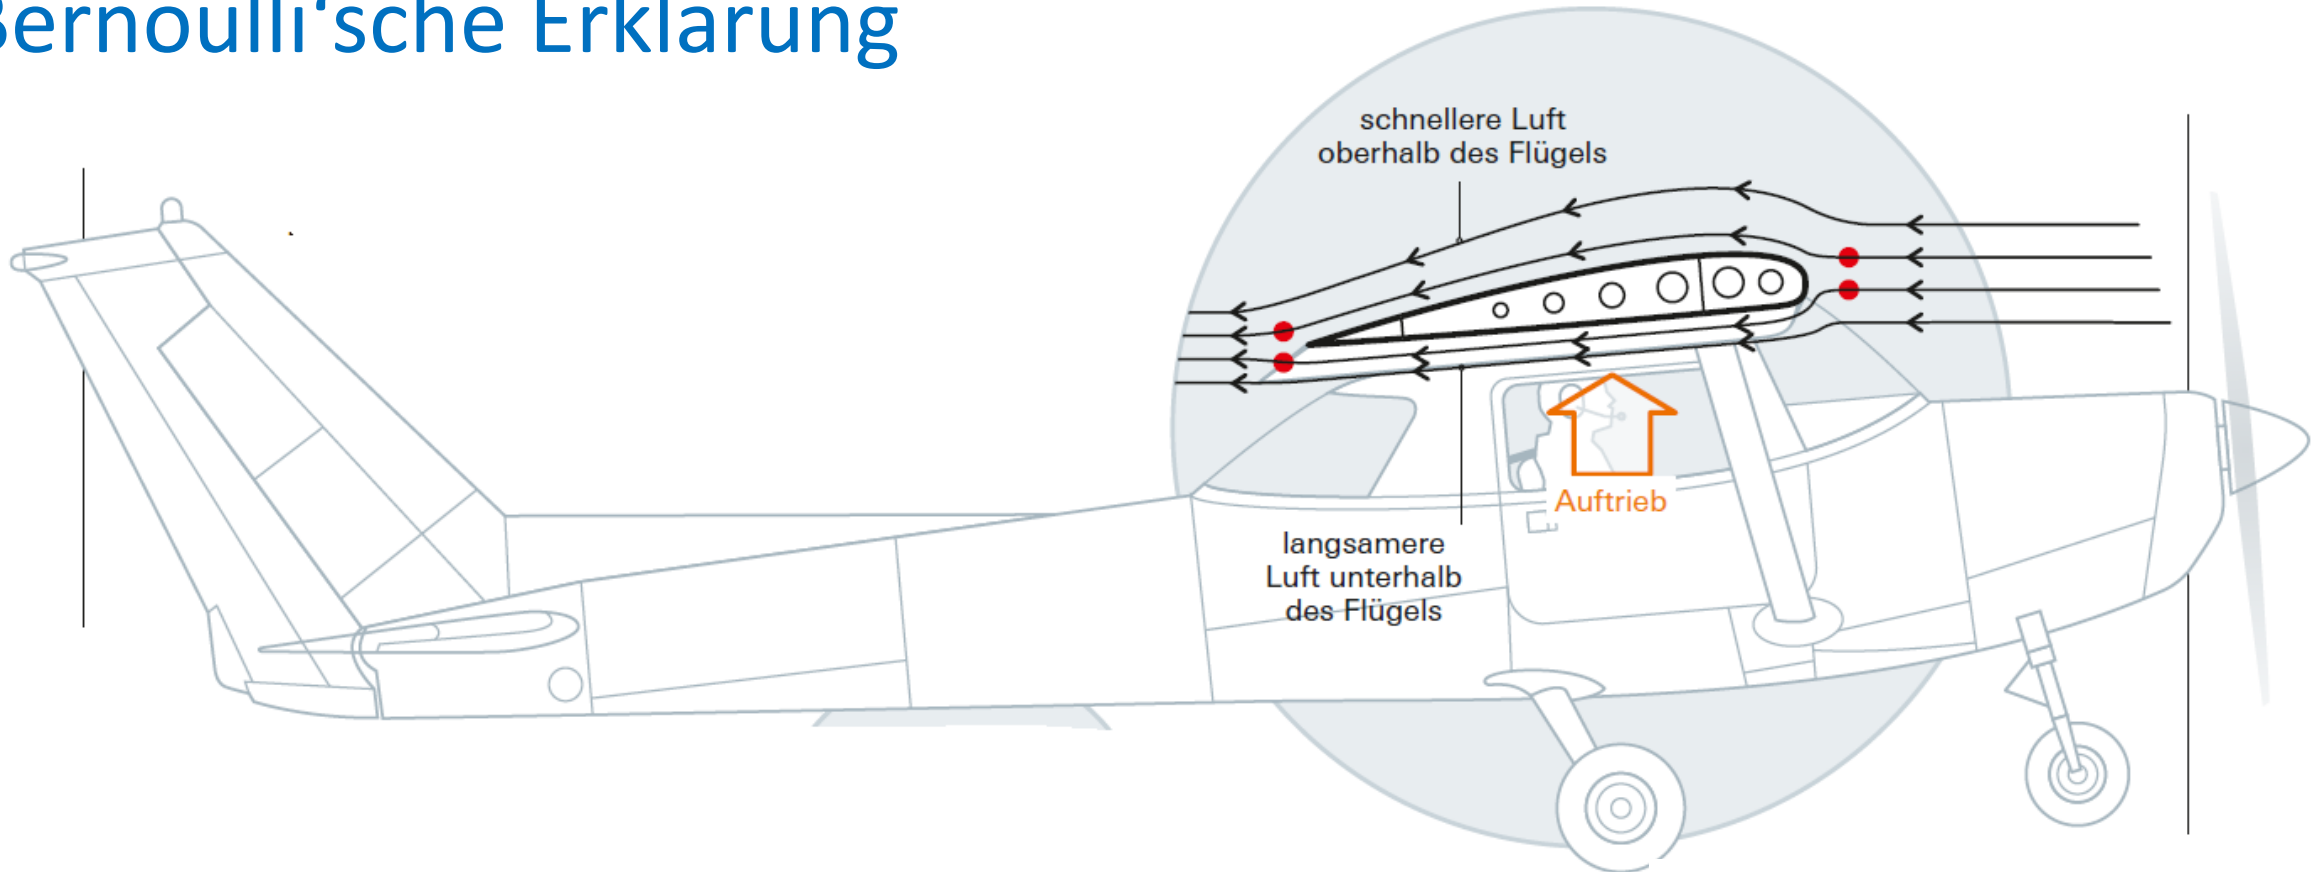 Bernoulli‘sche Erklärung
schnellere Luft
oberhalb des Flügels
Auftrieb
langsamere
Luft unterhalb
des Flügels